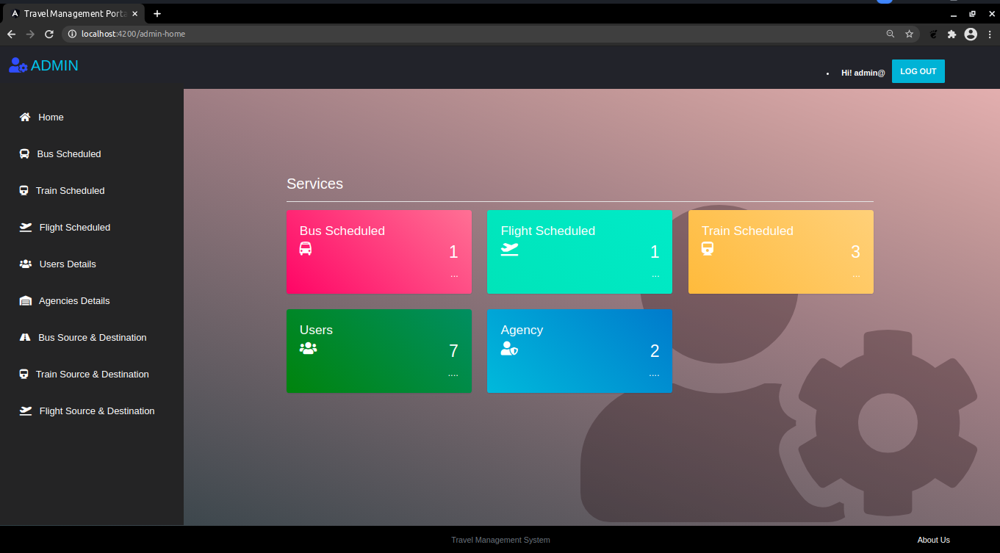 Travel Management Porta
localhost:4200/admin-home
ADMIN
Hi! admin@
LOG OUT
Home
Bus Scheduled
Train Scheduled
Flight Scheduled
Users Details
Agencies Details
Bus Source & Destination
Train Source & Destination
Flight Source & Destination
Services
Bus Scheduled
1
...
Flight Scheduled
1
...
Train Scheduled
3
...
Users
7
....
Agency
2
....
Travel Management System
About Us